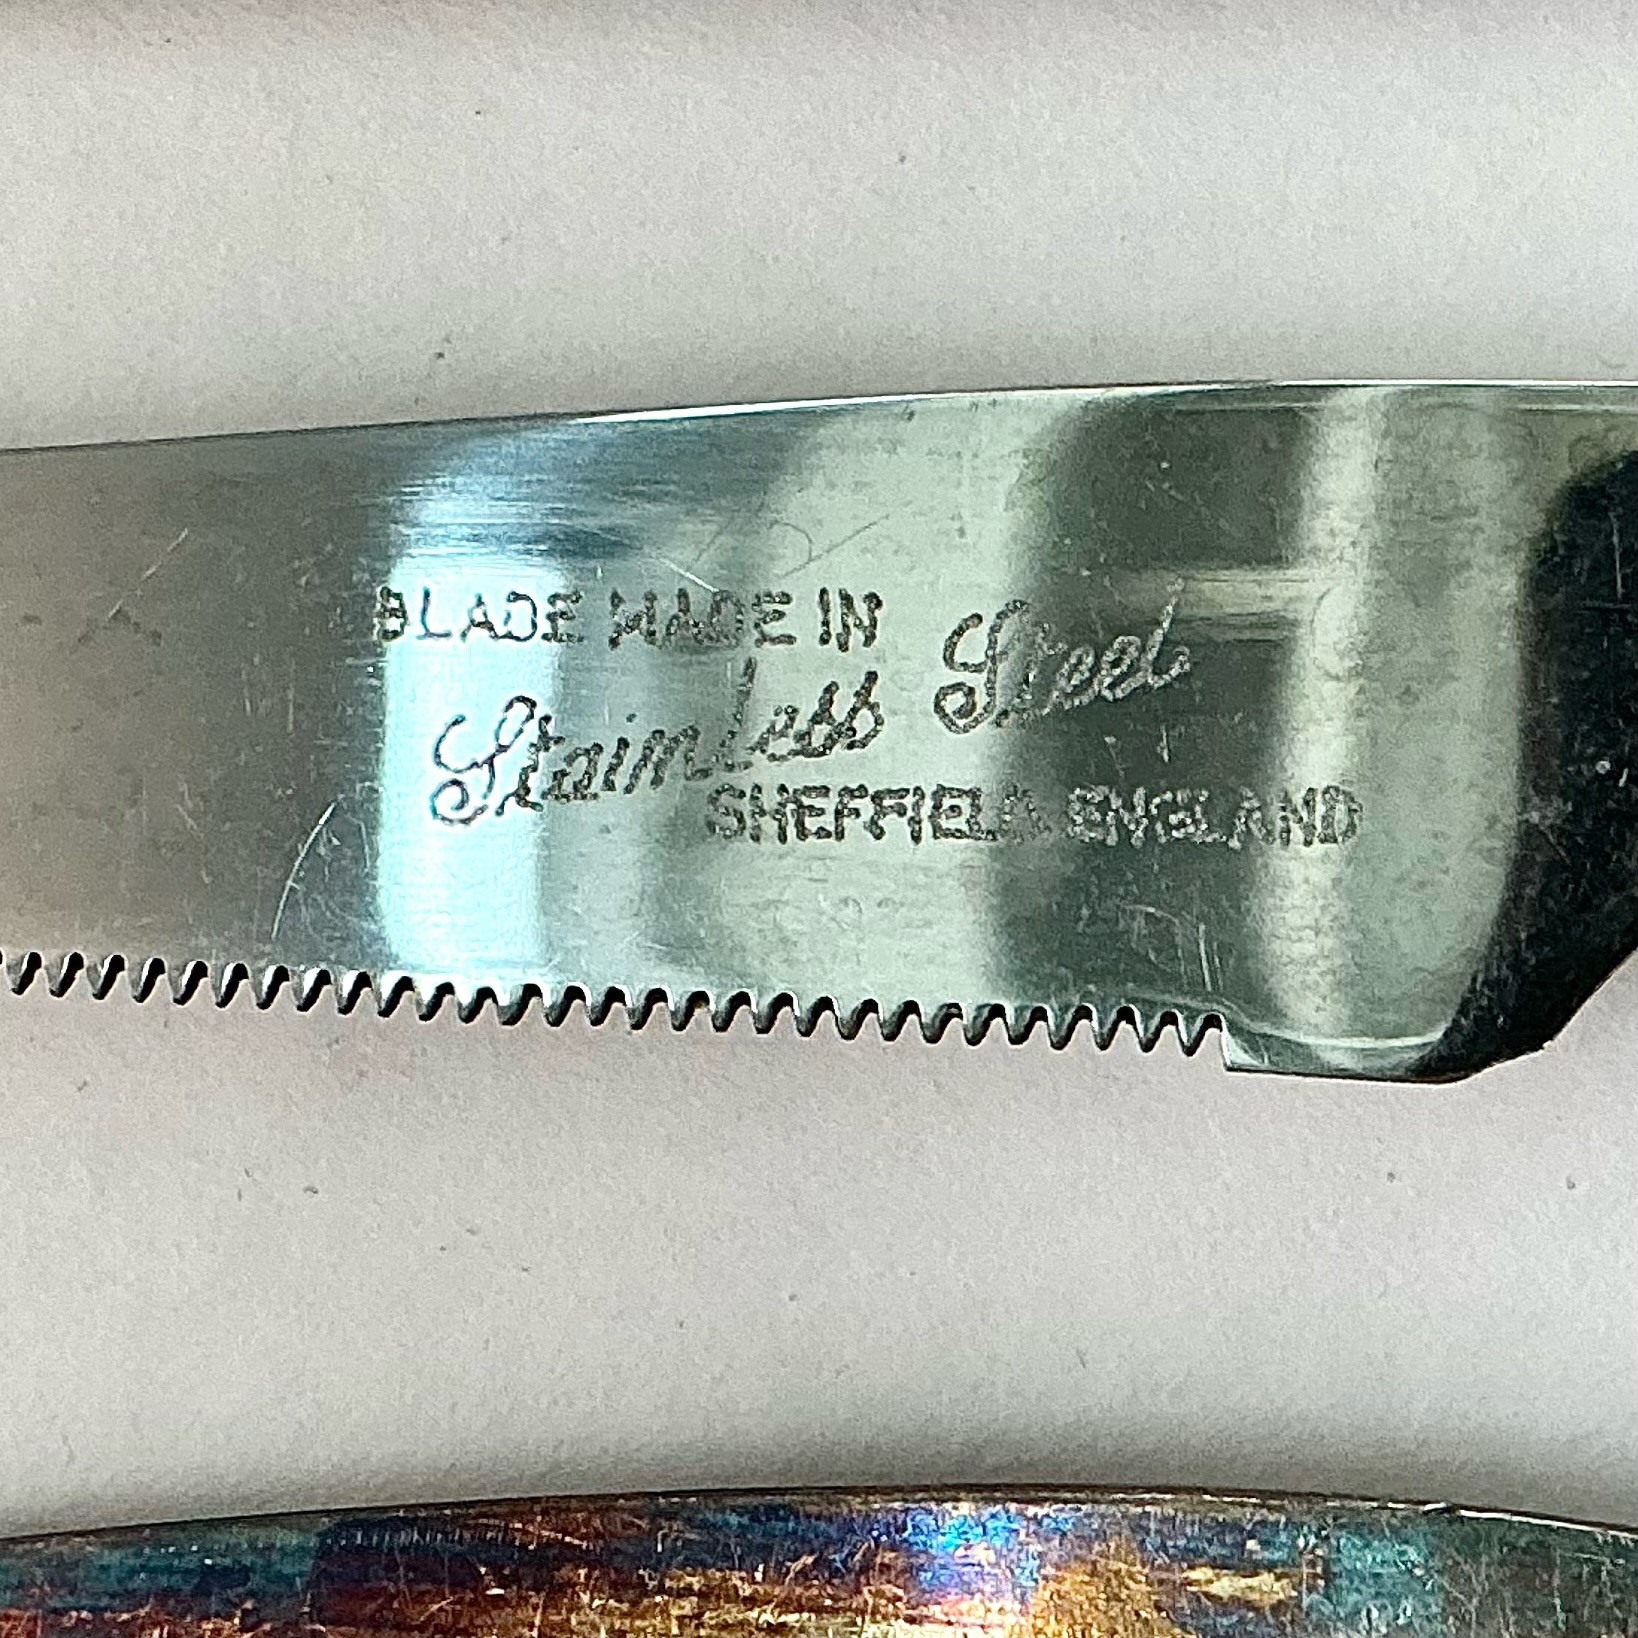 BLADE MADE IN
Stainless Steel
SHEFFIELD ENGLAND